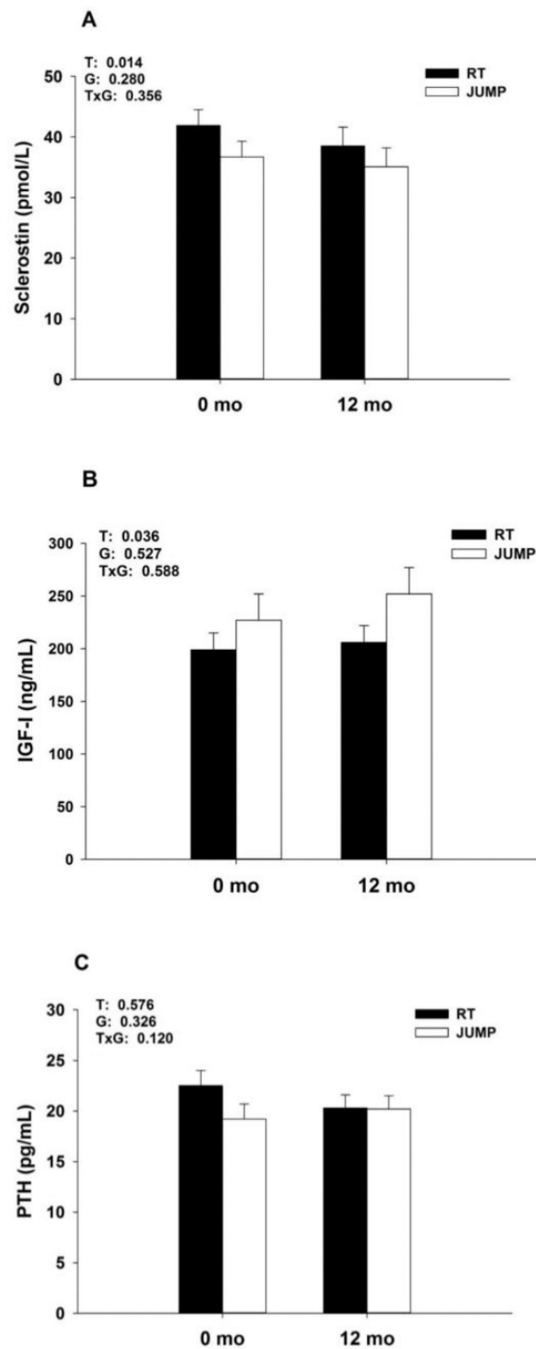 A
T: 0.014
G: 0.280
TxG: 0.356
RT
JUMP
50
40
30
20
10
0
Sclerostin (pmol/L)
0 mo
12 mo
B
T: 0.036
G: 0.527
TxG: 0.588
RT
JUMP
300
250
200
150
100
50
0
IGF-I (ng/mL)
0 mo
12 mo
C
T: 0.576
G: 0.326
TxG: 0.120
RT
JUMP
30
25
20
15
10
5
0
PTH (pg/mL)
0 mo
12 mo